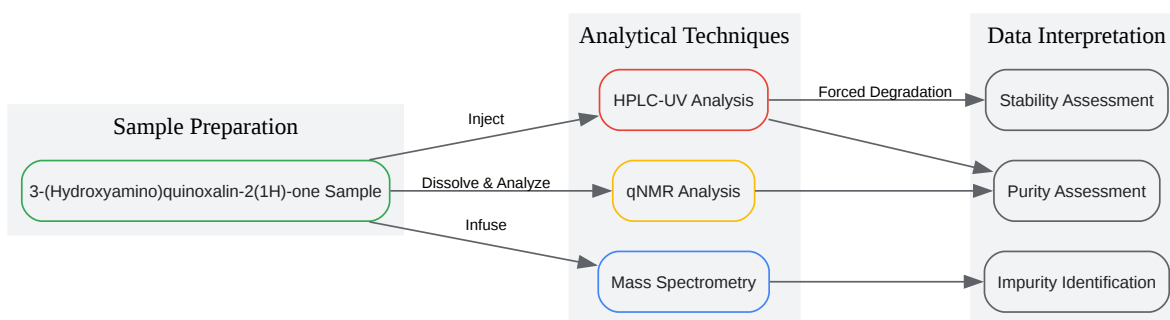 Sample Preparation
3-(Hydroxyamino)quinoxalin-2(1H)-one Sample
Inject
Dissolve & Analyze
Infuse
Analytical Techniques
HPLC-UV Analysis
qNMR Analysis
Mass Spectrometry
Forced Degradation
Data Interpretation
Stability Assessment
Purity Assessment
Impurity Identification